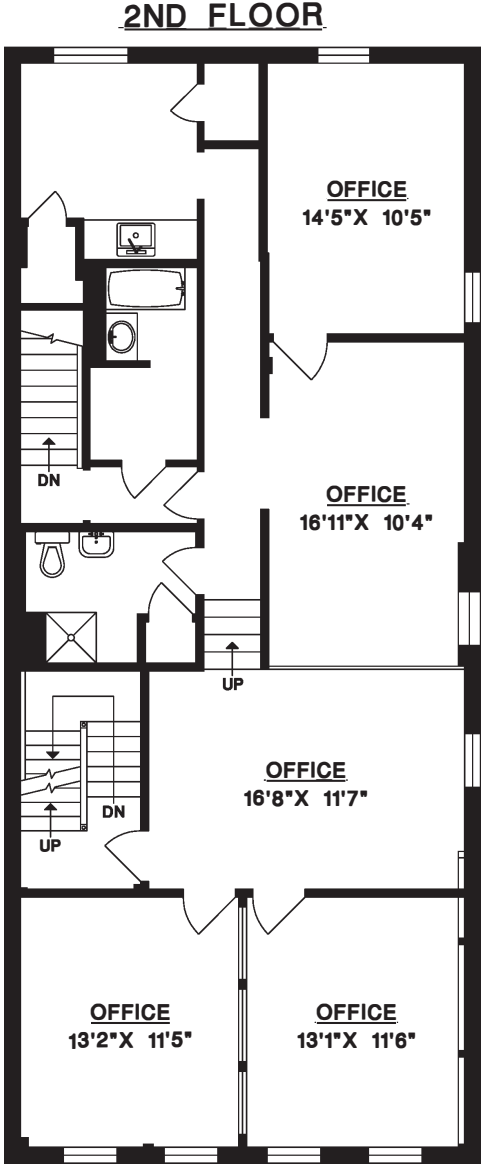 2ND FLOOR
OFFICE
14'5"X 10'5"
DN
OFFICE
16'11"X 10'4"
UP
OFFICE
16'8"X 11'7"
DN
UP
OFFICE
13'2"X 11'5"
OFFICE
13'1"X 11'6"